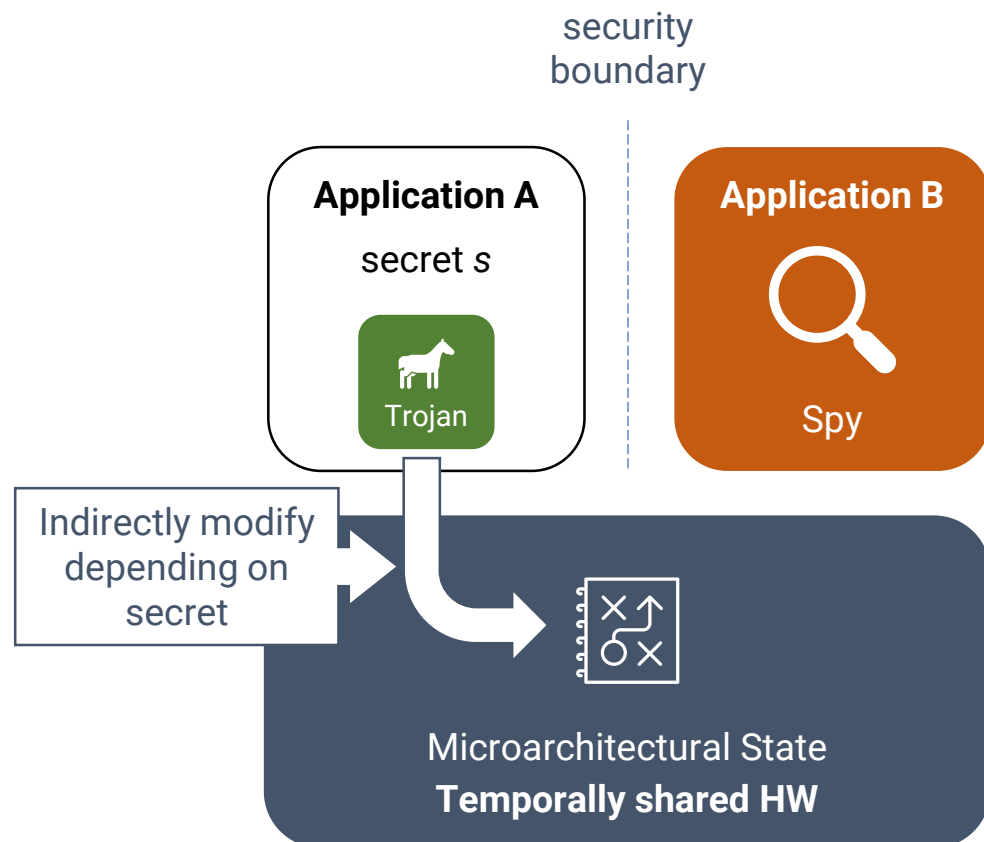 security
boundary
Application A
secret s
Trojan
Application B
Spy
Indirectly modify
depending on
secret
Microarchitectural State
Temporally shared HW